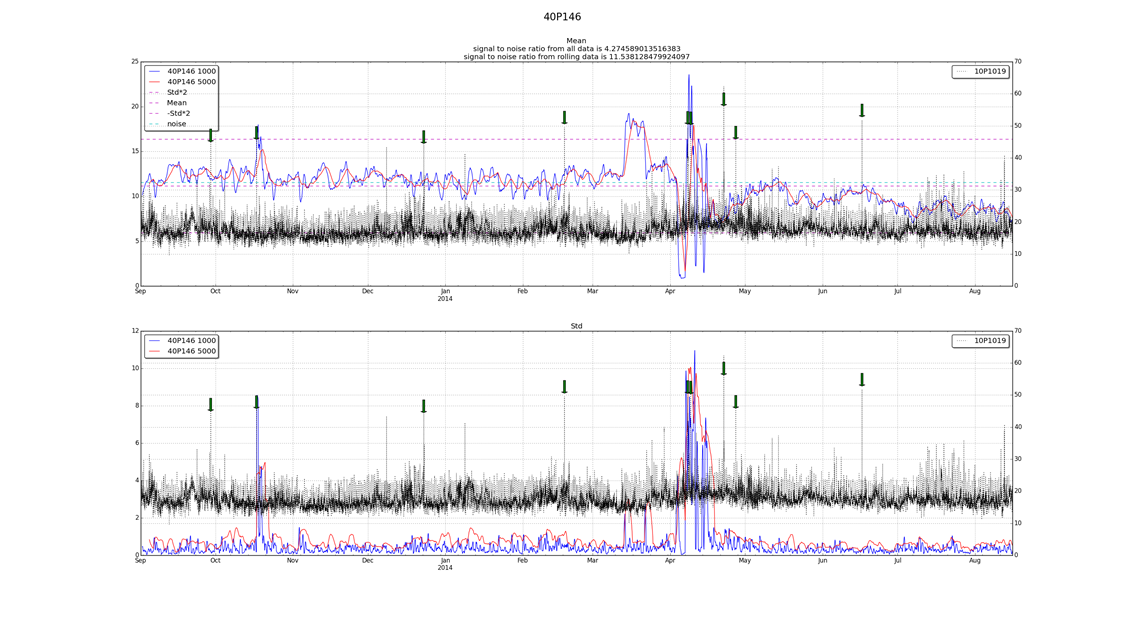 40P146
Mean
signal to noise ratio from all data is 4.274589013516383
signal to noise ratio from rolling data is 11.538128479924097
40P146 1000
40P146 5000
Std*2
Mean
-Std*2
noise
10P1019
25
20
15
10
5
0
70
60
50
40
30
20
10
0
Sep Oct Nov Dec Jan Feb Mar Apr May Jun Jul Aug
2014
Std
40P146 1000
40P146 5000
10P1019
12
10
8
6
4
2
0
70
60
50
40
30
20
10
0
Sep Oct Nov Dec Jan Feb Mar Apr May Jun Jul Aug
2014